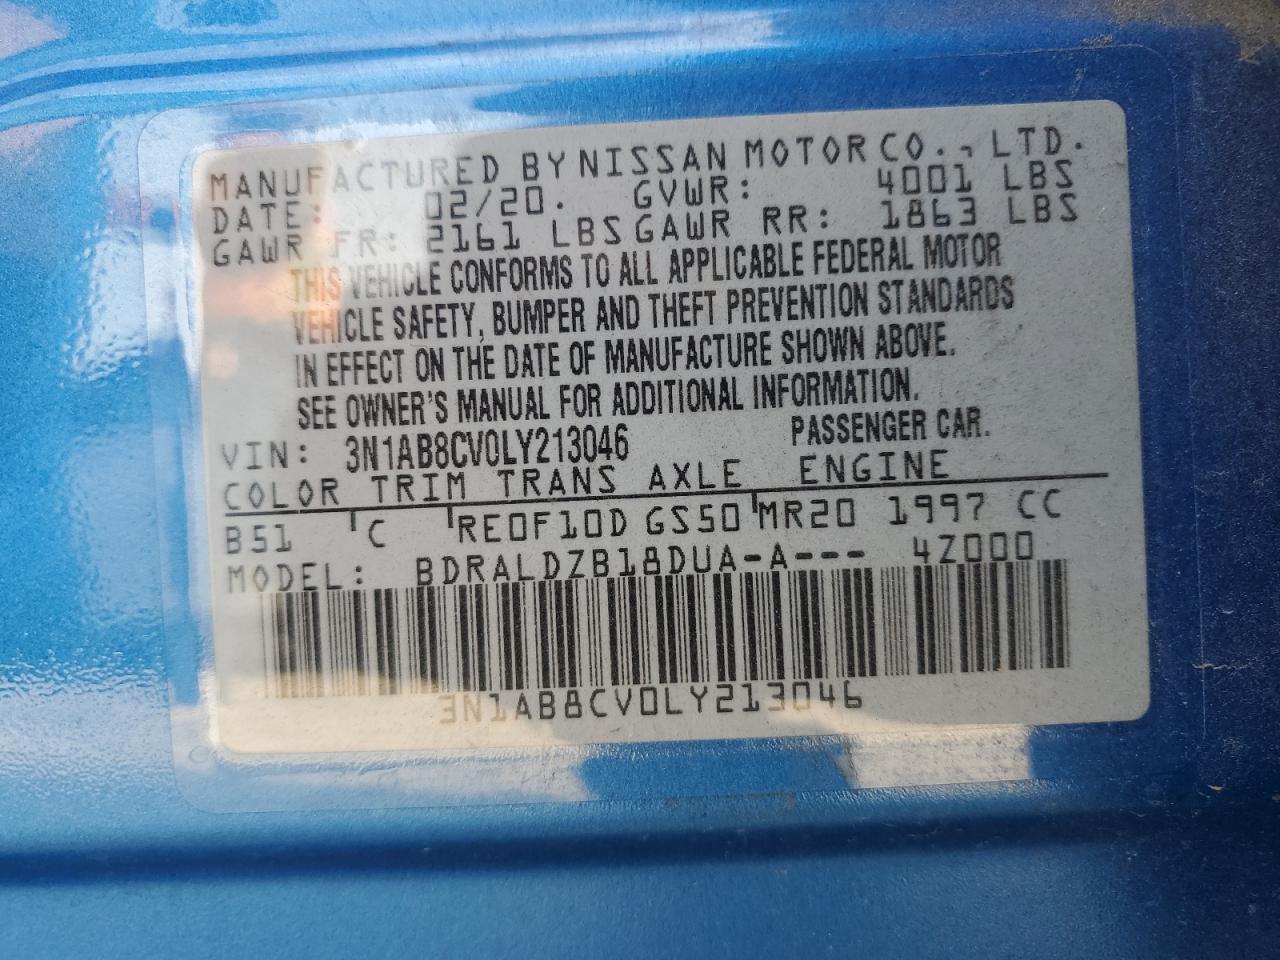 MANUFACTURED BY NISSAN MOTOR CO., LTD.
DATE: 02/20. GVWR: 4001 LBS
GAWR FR: 2161 LBS GAWR RR: 1863 LBS
THIS VEHICLE CONFORMS TO ALL APPLICABLE FEDERAL MOTOR
VEHICLE SAFETY, BUMPER AND THEFT PREVENTION STANDARDS
IN EFFECT ON THE DATE OF MANUFACTURE SHOWN ABOVE.
SEE OWNER'S MANUAL FOR ADDITIONAL INFORMATION.
VIN: 3N1AB8CV0LY213046 PASSENGER CAR.
COLOR TRIM TRANS AXLE ENGINE
B51 C RE0F10D GS50 MR20 1997 CC
MODEL: BDRALDZB18DUA-A--- 4Z000
3N1AB8CV0LY213046